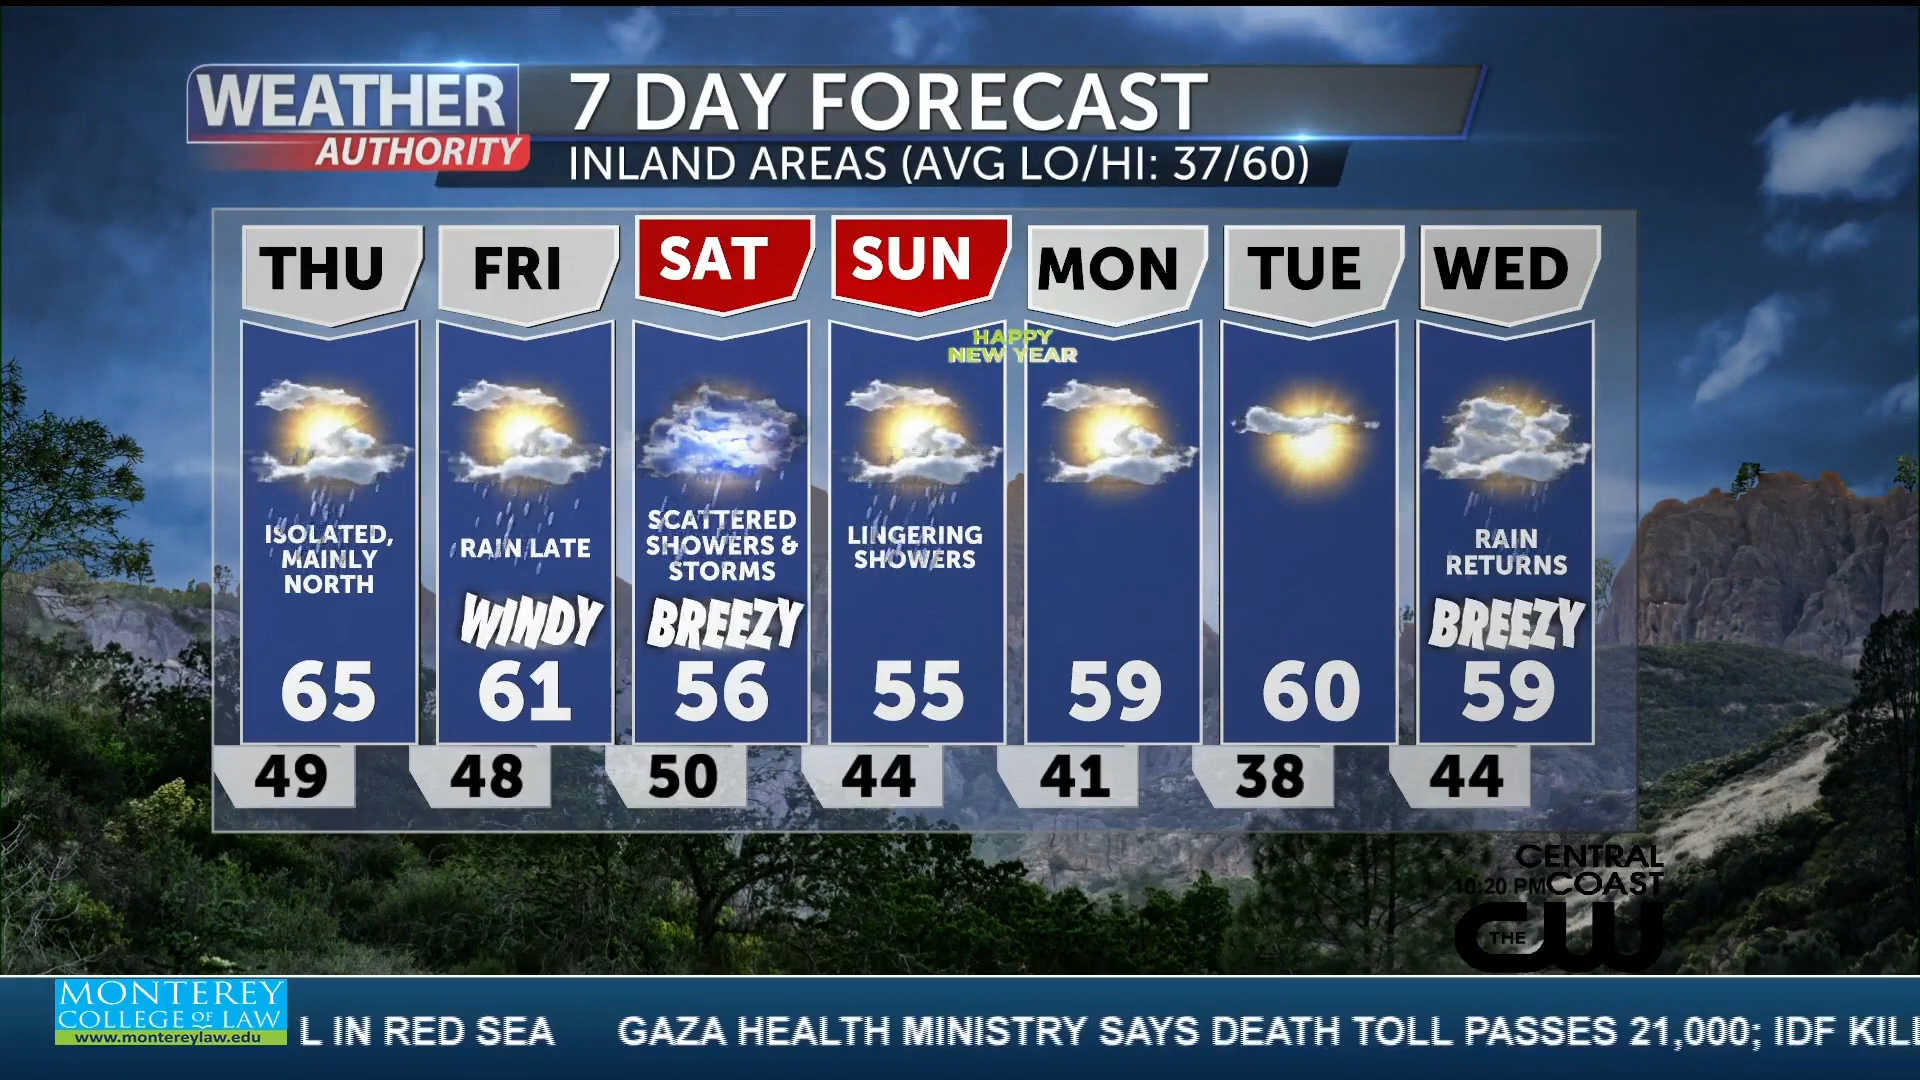 WEATHER
AUTHORITY
7 DAY FORECAST
INLAND AREAS (AVG LO/HI: 37/60)
THU
FRI
SAT
SUN
MON
TUE
WED
HAPPY
NEW YEAR
ISOLATED,
MAINLY
NORTH
RAIN LATE
SCATTERED
SHOWERS &
STORMS
LINGERING
SHOWERS
RAIN
RETURNS
WINDY
BREEZY
BREEZY
65
61
56
55
59
60
59
49
48
50
44
41
38
44
CENTRAL
10:20 PM COAST
THE CW
MONTEREY
COLLEGE OF LAW
www.montereylaw.edu
L IN RED SEA GAZA HEALTH MINISTRY SAYS DEATH TOLL PASSES 21,000; IDF KILL